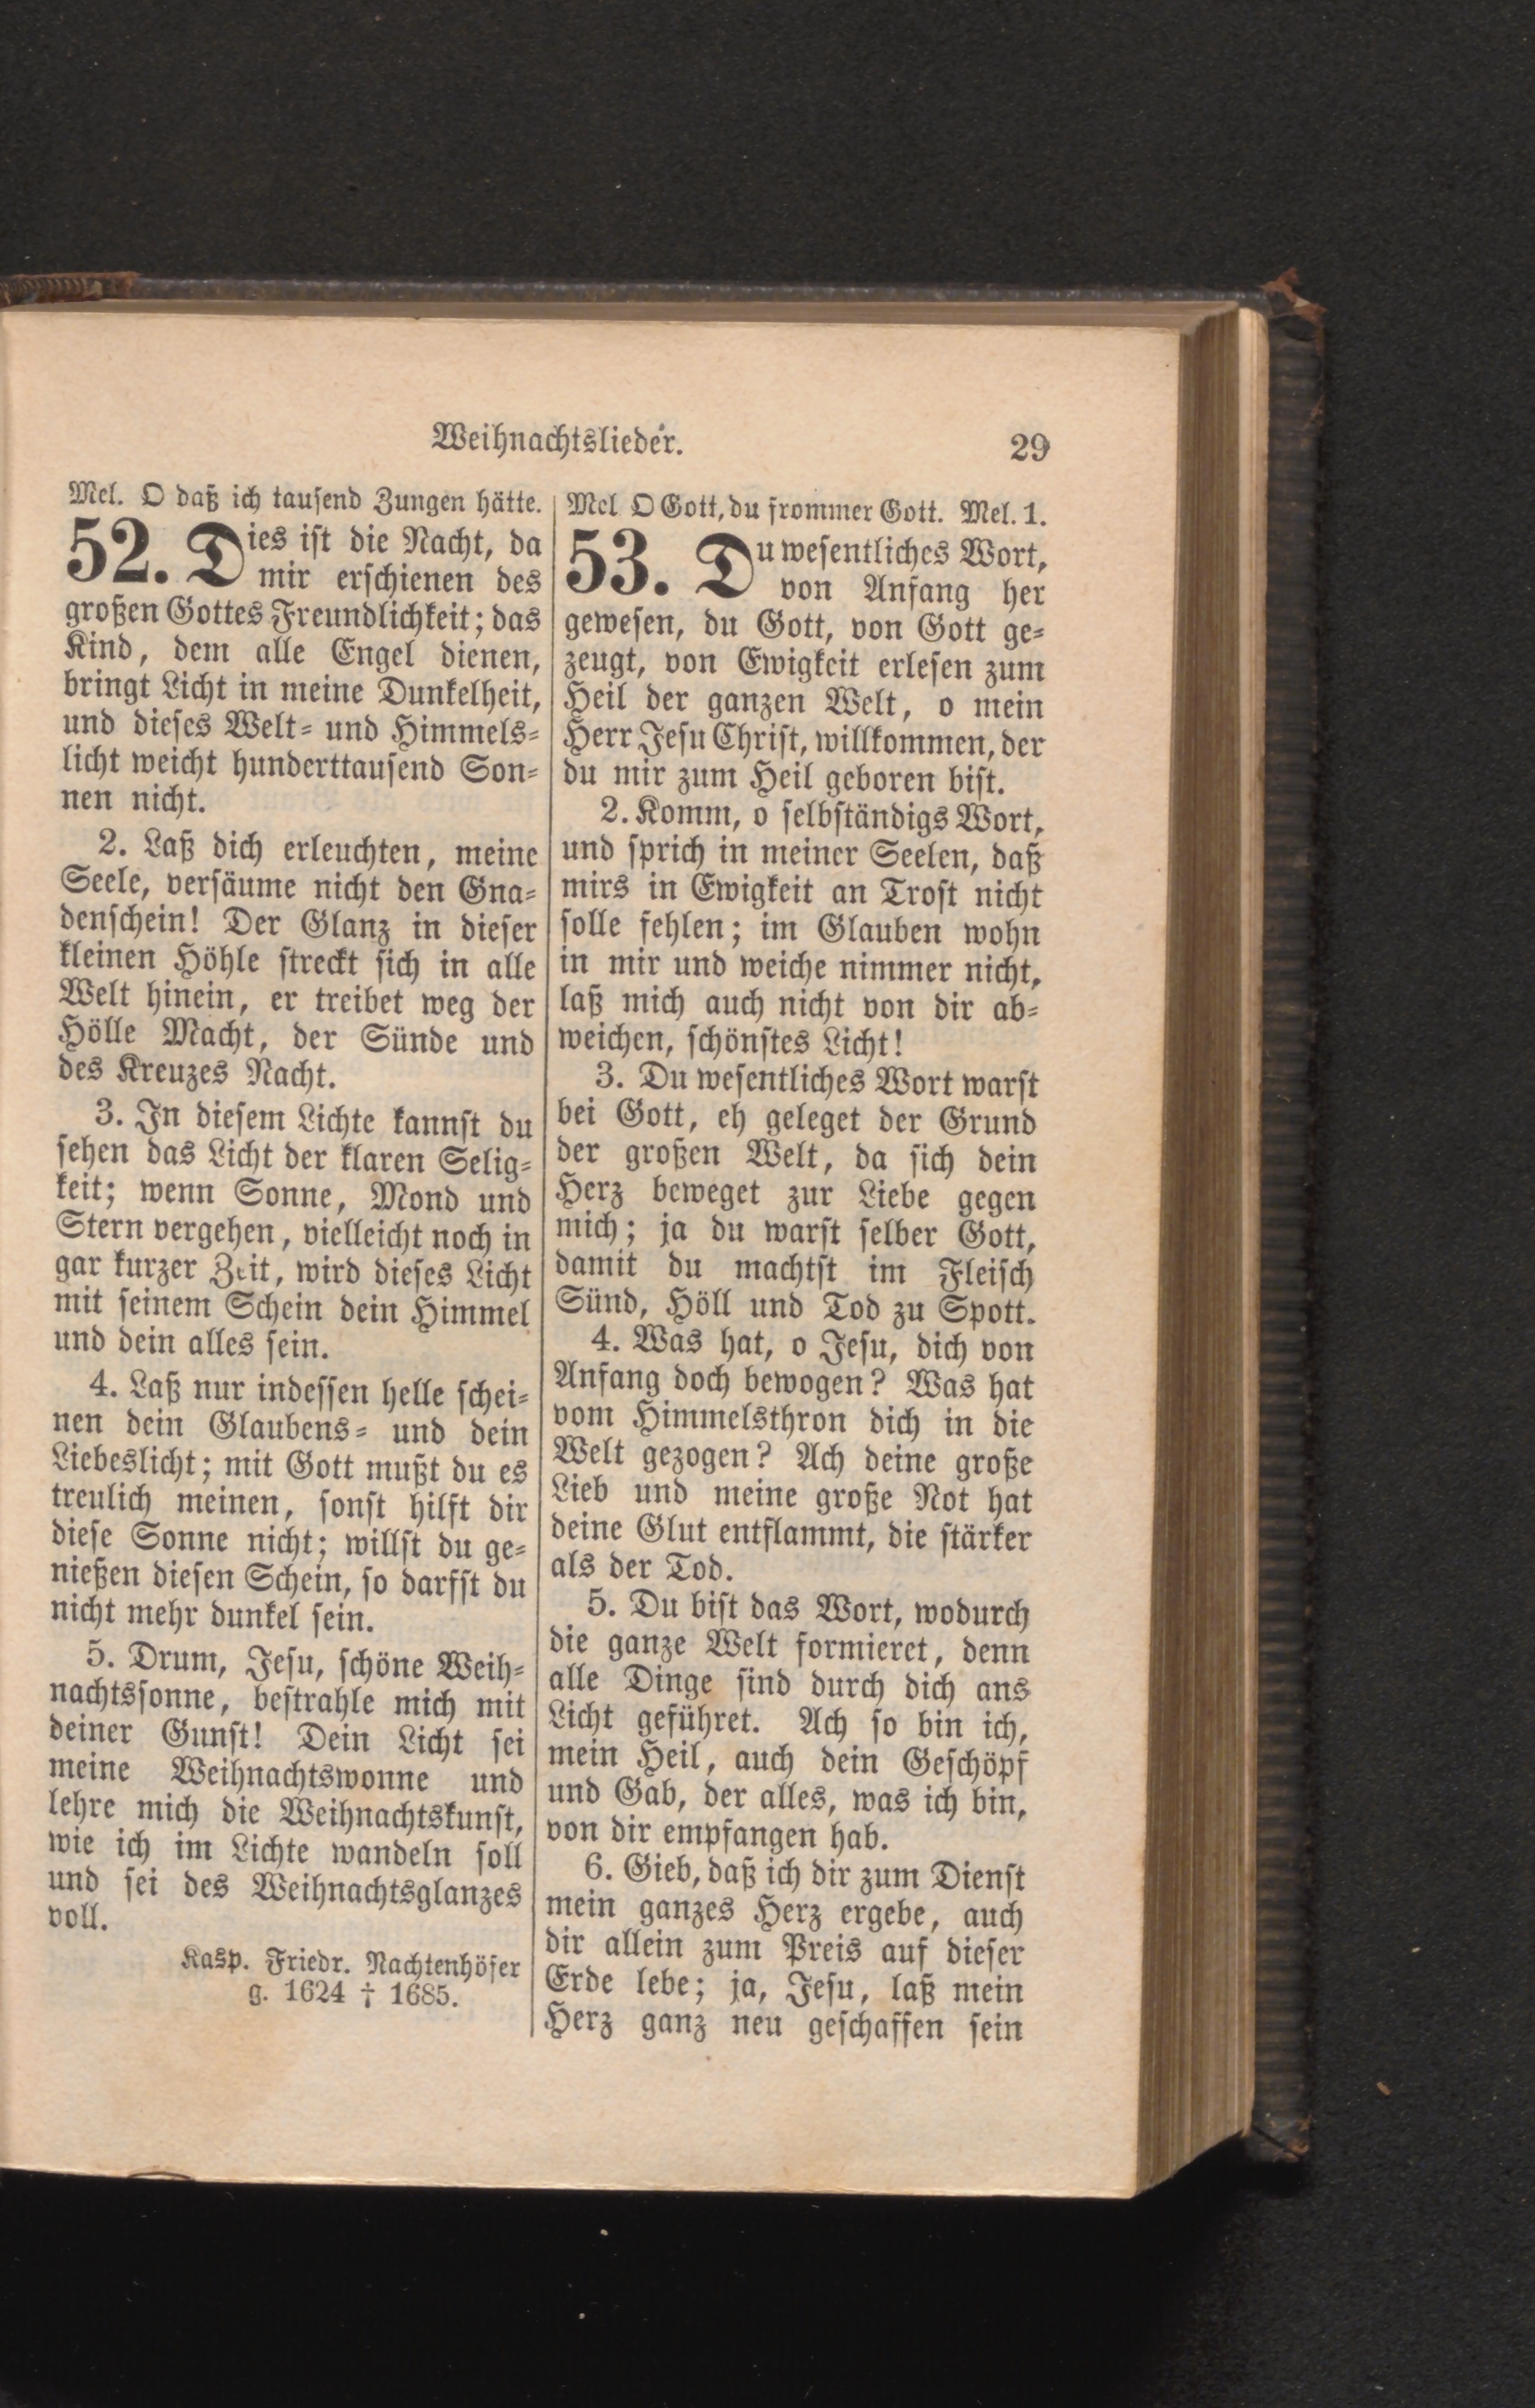 Weihnachtslieder.
29
Mel. O daß ich tausend Zungen hätte.
52. Dies ist die Nacht, da
mir erschienen des
großen Gottes Freundlichkeit; das
Kind, dem alle Engel dienen,
bringt Licht in meine Dunkelheit,
und dieses Welt- und Himmels-
licht weicht hunderttausend Son-
nen nicht.
2. Laß dich erleuchten, meine
Seele, versäume nicht den Gna-
denschein! Der Glanz in dieser
kleinen Höhle streckt sich in alle
Welt hinein, er treibet weg der
Hölle Macht, der Sünde und
des Kreuzes Nacht.
3. In diesem Lichte kannst du
sehen das Licht der klaren Selig-
keit; wenn Sonne, Mond und
Stern vergehen, vielleicht noch in
gar kurzer Zeit, wird dieses Licht
mit seinem Schein dein Himmel
und dein alles sein.
4. Laß nur indessen helle schei-
nen dein Glaubens- und dein
Liebeslicht; mit Gott mußt du es
treulich meinen, sonst hilft dir
diese Sonne nicht; willst du ge-
nießen diesen Schein, so darfst du
nicht mehr dunkel sein.
5. Drum, Jesu, schöne Weih-
nachtssonne, bestrahle mich mit
deiner Gunst! Dein Licht sei
meine Weihnachtswonne und
lehre mich die Weihnachtskunst,
wie ich im Lichte wandeln soll
und sei des Weihnachtsglanzes
voll.
Kasp. Friedr. Nachtenhöfer
g. 1624 † 1685.
Mel O Gott, du frommer Gott. Mel. 1.
53. Du wesentliches Wort,
von Anfang her
gewesen, du Gott, von Gott ge-
zeugt, von Ewigkeit erlesen zum
Heil der ganzen Welt, o mein
Herr Jesu Christ, willkommen, der
du mir zum Heil geboren bist.
2. Komm, o selbständigs Wort,
und sprich in meiner Seelen, daß
mirs in Ewigkeit an Trost nicht
solle fehlen; im Glauben wohn
in mir und weiche nimmer nicht,
laß mich auch nicht von dir ab-
weichen, schönstes Licht!
3. Du wesentliches Wort warst
bei Gott, eh geleget der Grund
der großen Welt, da sich dein
Herz beweget zur Liebe gegen
mich; ja du warst selber Gott,
damit du machtst im Fleisch
Sünd, Höll und Tod zu Spott.
4. Was hat, o Jesu, dich von
Anfang doch bewogen? Was hat
vom Himmelsthron dich in die
Welt gezogen? Ach deine große
Lieb und meine große Not hat
deine Glut entflammt, die stärker
als der Tod.
5. Du bist das Wort, wodurch
die ganze Welt formieret, denn
alle Dinge sind durch dich ans
Licht geführet. Ach so bin ich,
mein Heil, auch dein Geschöpf
und Gab, der alles, was ich bin,
von dir empfangen hab.
6. Gieb, daß ich dir zum Dienst
mein ganzes Herz ergebe, auch
dir allein zum Preis auf dieser
Erde lebe; ja, Jesu, laß mein
Herz ganz neu geschaffen sein